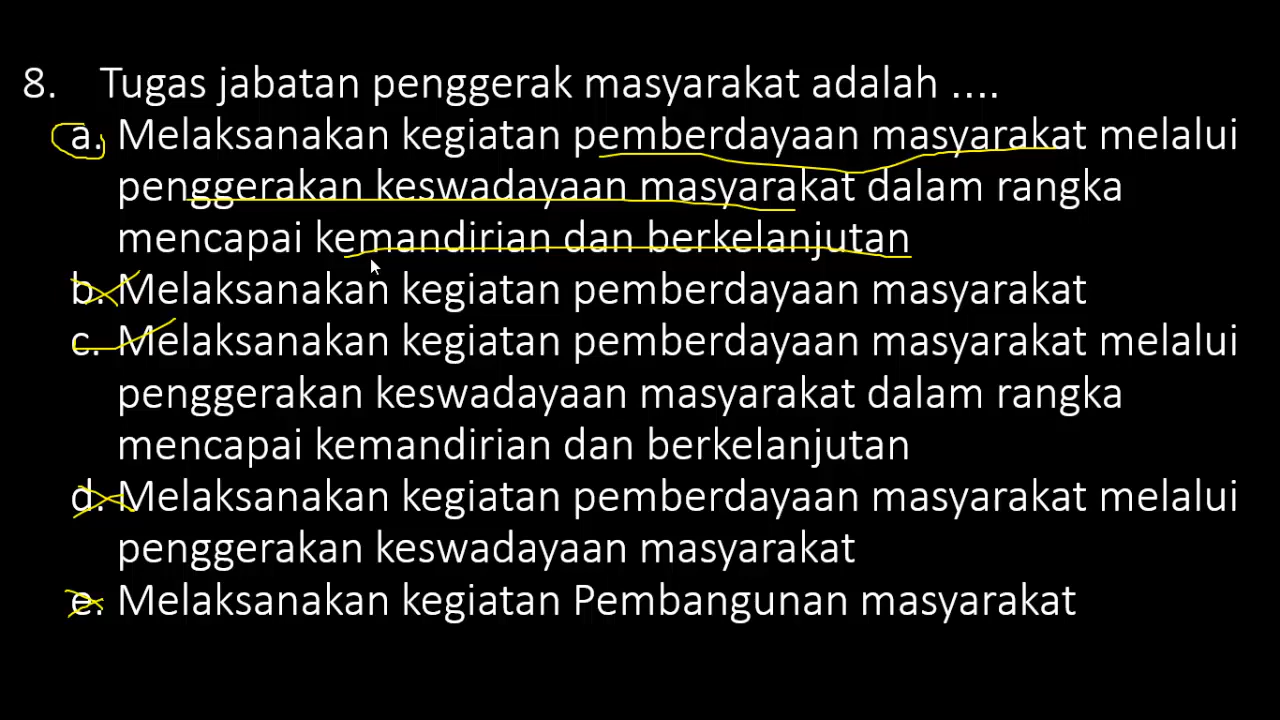 8. Tugas jabatan penggerak masyarakat adalah ....
a. Melaksanakan kegiatan pemberdayaan masyarakat melalui
penggerakan keswadayaan masyarakat dalam rangka
mencapai kemandirian dan berkelanjutan
b. Melaksanakan kegiatan pemberdayaan masyarakat
c. Melaksanakan kegiatan pemberdayaan masyarakat melalui
penggerakan keswadayaan masyarakat dalam rangka
mencapai kemandirian dan berkelanjutan
d. Melaksanakan kegiatan pemberdayaan masyarakat melalui
penggerakan keswadayaan masyarakat
e. Melaksanakan kegiatan Pembangunan masyarakat